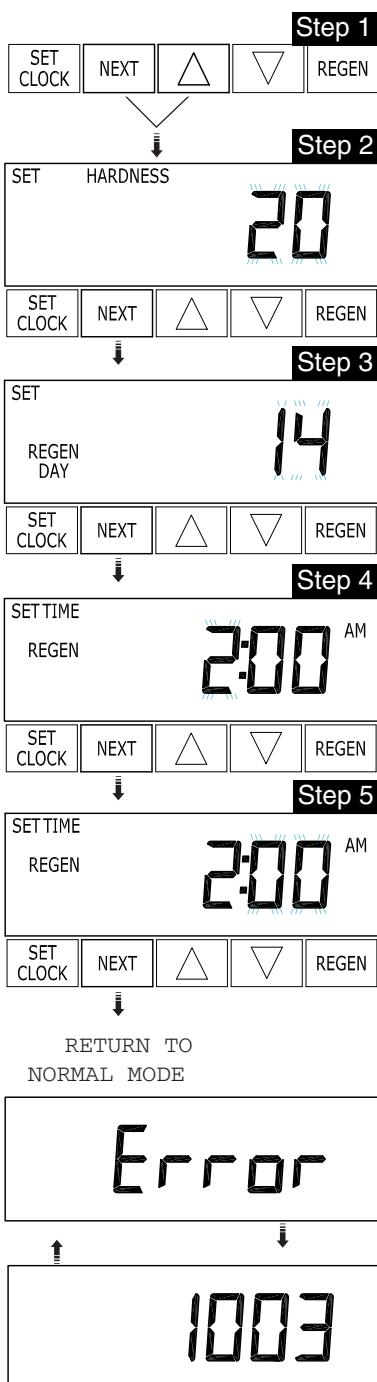 Step 1
SET CLOCK NEXT REGEN
Step 2
SET HARDNESS
20
SET CLOCK NEXT REGEN
Step 3
SET
14
REGEN DAY
SET CLOCK NEXT REGEN
Step 4
SET TIME
REGEN 2:00 AM
SET CLOCK NEXT REGEN
Step 5
SET TIME
REGEN 2:00 AM
SET CLOCK NEXT REGEN
RETURN TO
NORMAL MODE
Error
1003